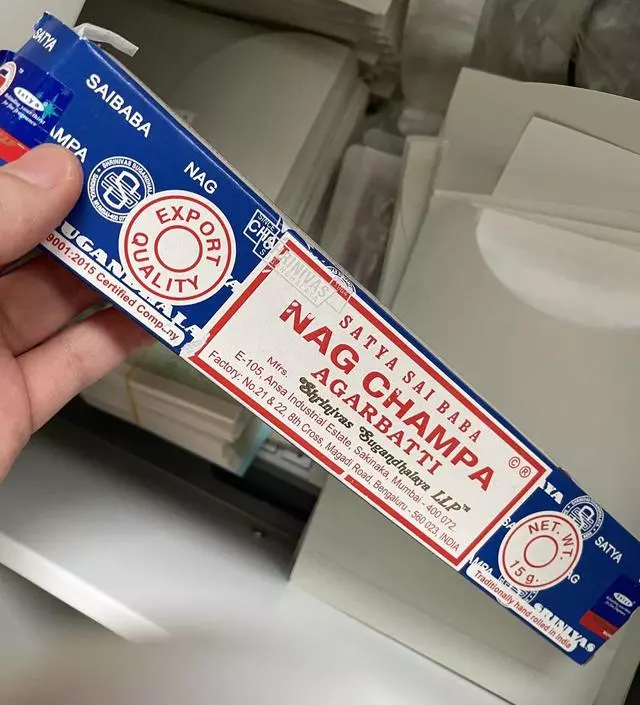 SATYA
SAIBABA
NAG
EXPORT
QUALITY
9001:2015 Certified
SRINIVAS
SATYA SAI BABA
NAG CHAMPA
AGARBATTI
Mfrs.
Shrinivas Sugandhalaya LLP™
E-105, Ansa Industrial Estate, Sakinaka, Mumbai - 400 072.
Factory: No.21 & 22, 8th Cross, Magadi Road, Bengaluru - 560 023. INDIA
©®
NET. WT.
15 g.
SATYA
Traditionally hand rolled in India
SRINIVAS